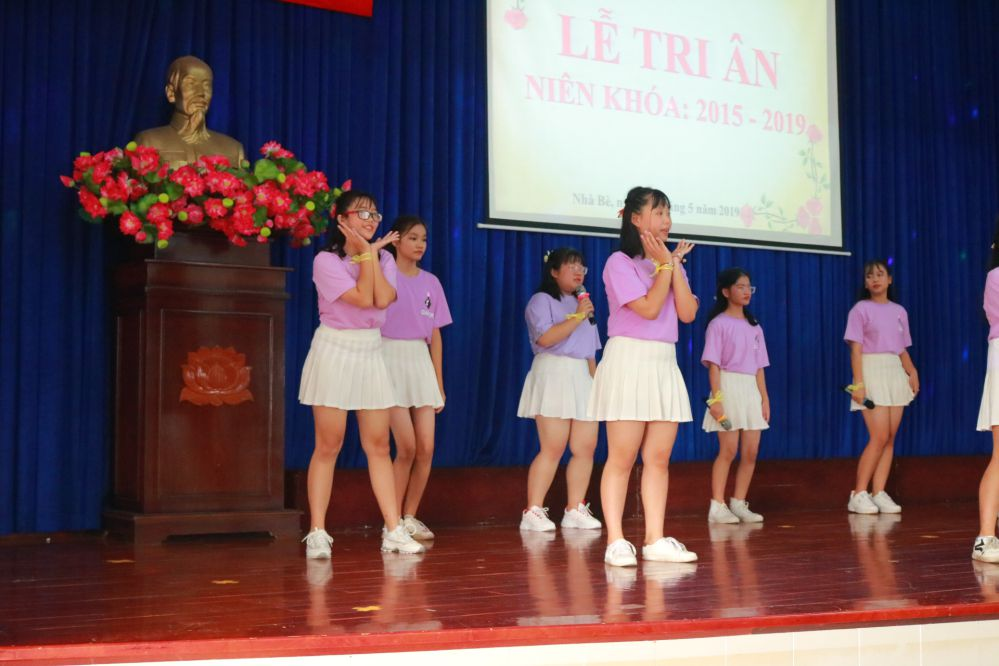 LỄ TRI ÂN
NIÊN KHÓA: 2015 - 2019
Nhà Bè, 5 năm 2019